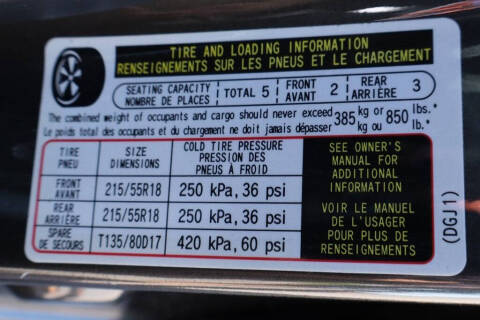 TIRE AND LOADING INFORMATION
RENSEIGNEMENTS SUR LES PNEUS ET LE CHARGEMENT
SEATING CAPACITY
NOMBRE DE PLACES
TOTAL 5
FRONT
AVANT 2
REAR
ARRIÈRE 3
The combined weight of occupants and cargo should never exceed 385 kg or 850 lbs.*
Le poids total des occupants et du chargement ne doit jamais dépasser 385 kg ou 850 lb.*
TIRE
PNEU
SIZE
DIMENSIONS
COLD TIRE PRESSURE
PRESSION DES
PNEUS À FROID
FRONT
AVANT
215/55R18
250 kPa, 36 psi
REAR
ARRIÈRE
215/55R18
250 kPa, 36 psi
SPARE
DE SECOURS
T135/80D17
420 kPa, 60 psi
SEE OWNER'S
MANUAL FOR
ADDITIONAL
INFORMATION
VOIR LE MANUEL
DE L'USAGER
POUR PLUS DE
RENSEIGNEMENTS
(DGJ1)